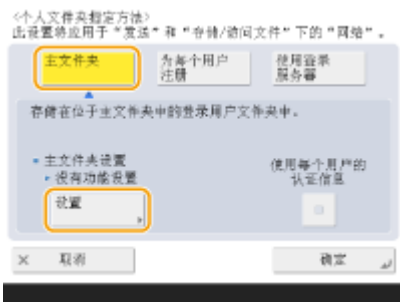 <个人文件夹指定方法>
此设置将应用于“发送”和“存储/访问文件”下的“网络”。
主文件夹
为每个用户注册
使用登录服务器
存储在位于主文件夹中的登录用户文件夹中。
主文件夹设置
没有功能设置
设置
使用每个用户的认证信息
× 取消
确定